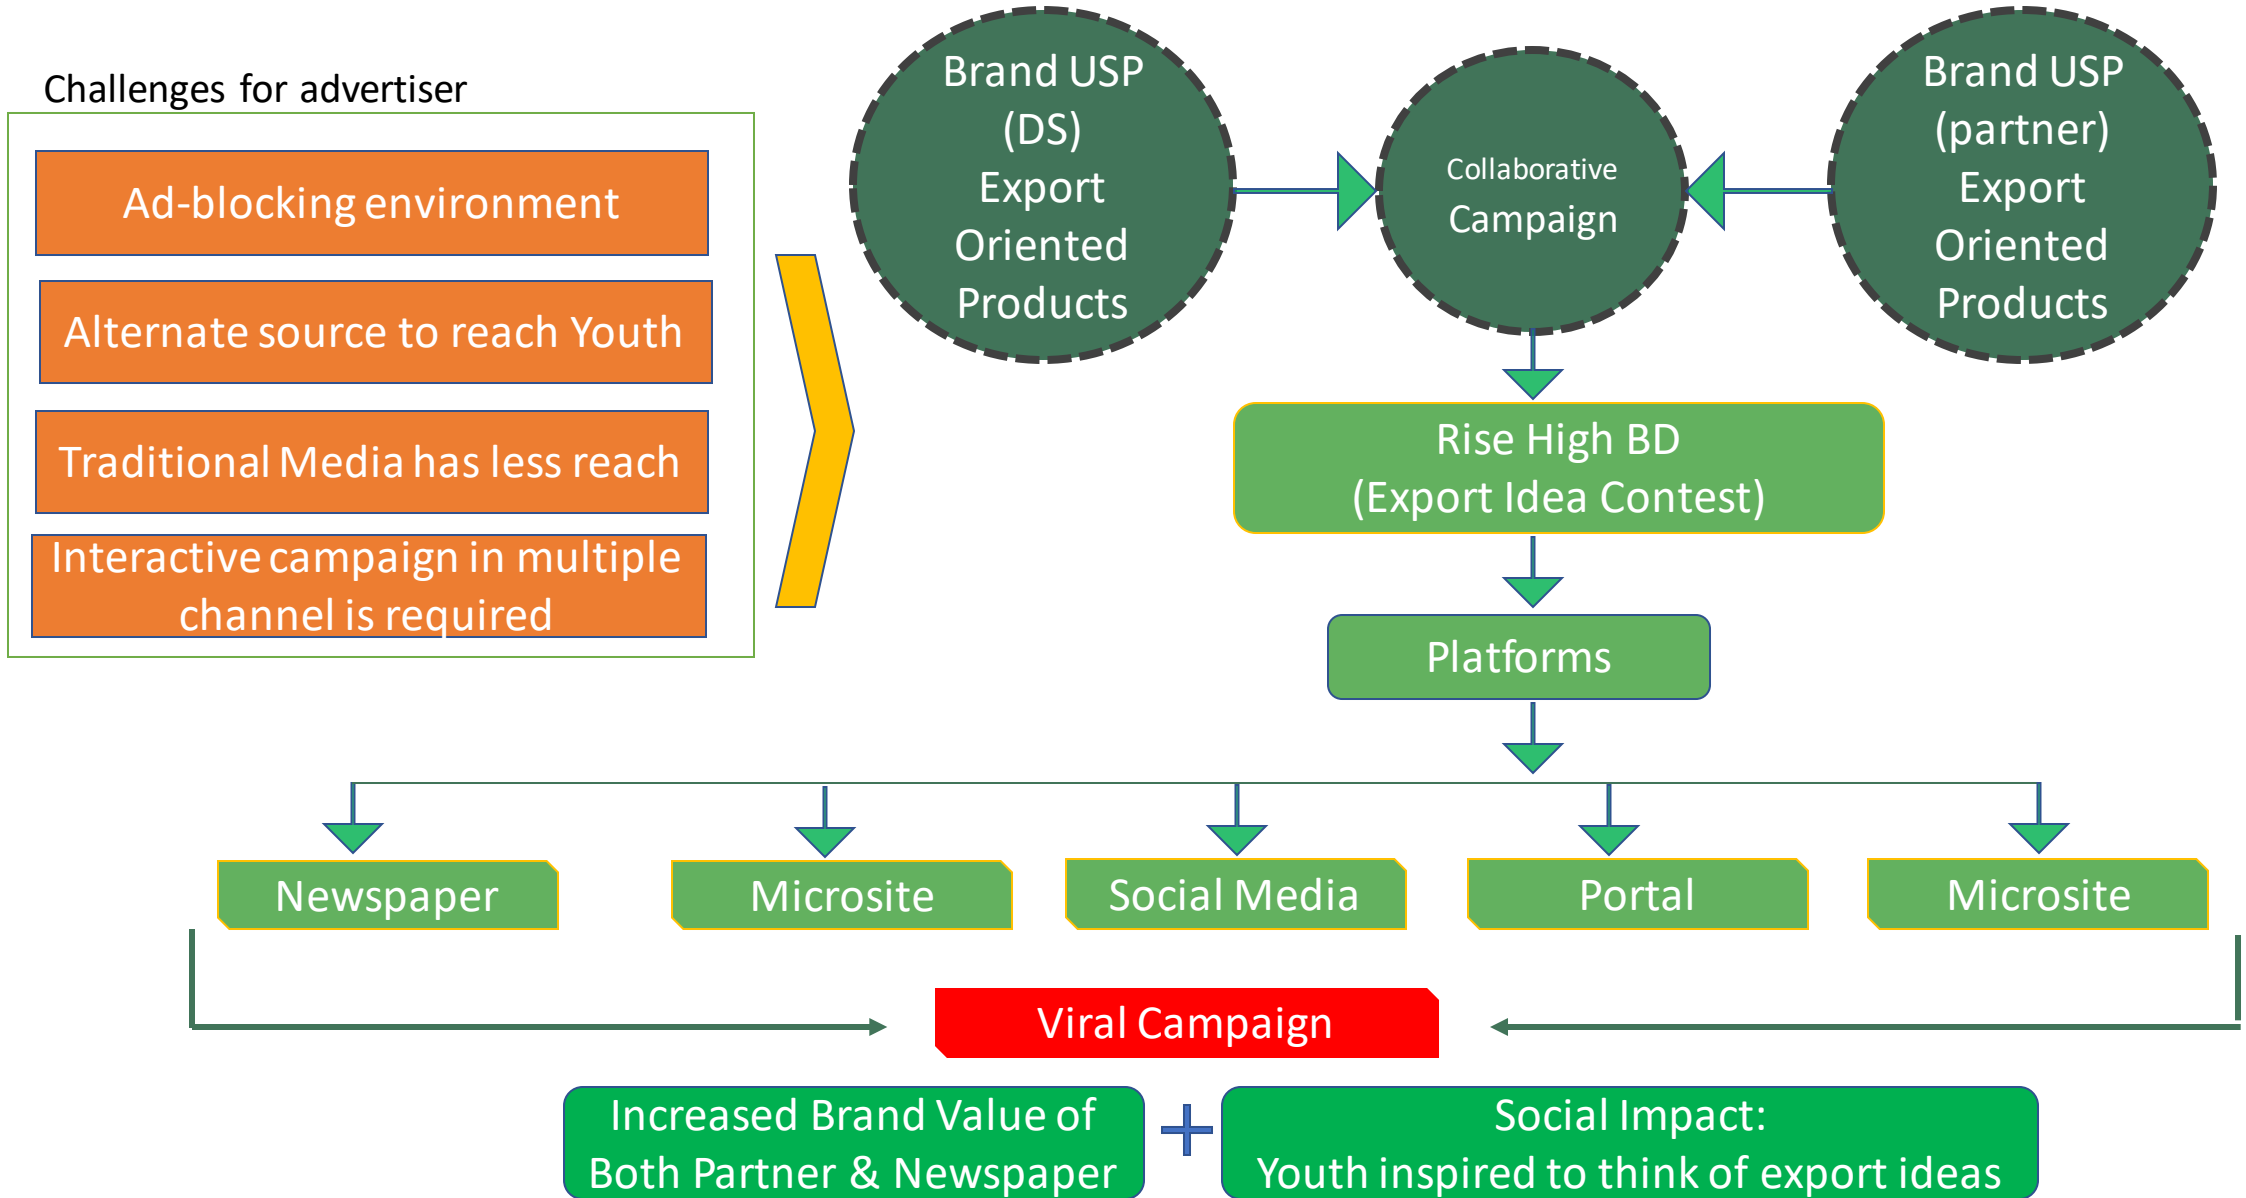 Challenges for advertiser
Ad-blocking environment
Alternate source to reach Youth
Traditional Media has less reach
Interactive campaign in multiple
channel is required
Brand USP
(DS)
Export
Oriented
Products
Collaborative
Campaign
Brand USP
(partner)
Export
Oriented
Products
Rise High BD
(Export Idea Contest)
Platforms
Newspaper
Microsite
Social Media
Portal
Microsite
Viral Campaign
Increased Brand Value of
Both Partner & Newspaper
Social Impact:
Youth inspired to think of export ideas